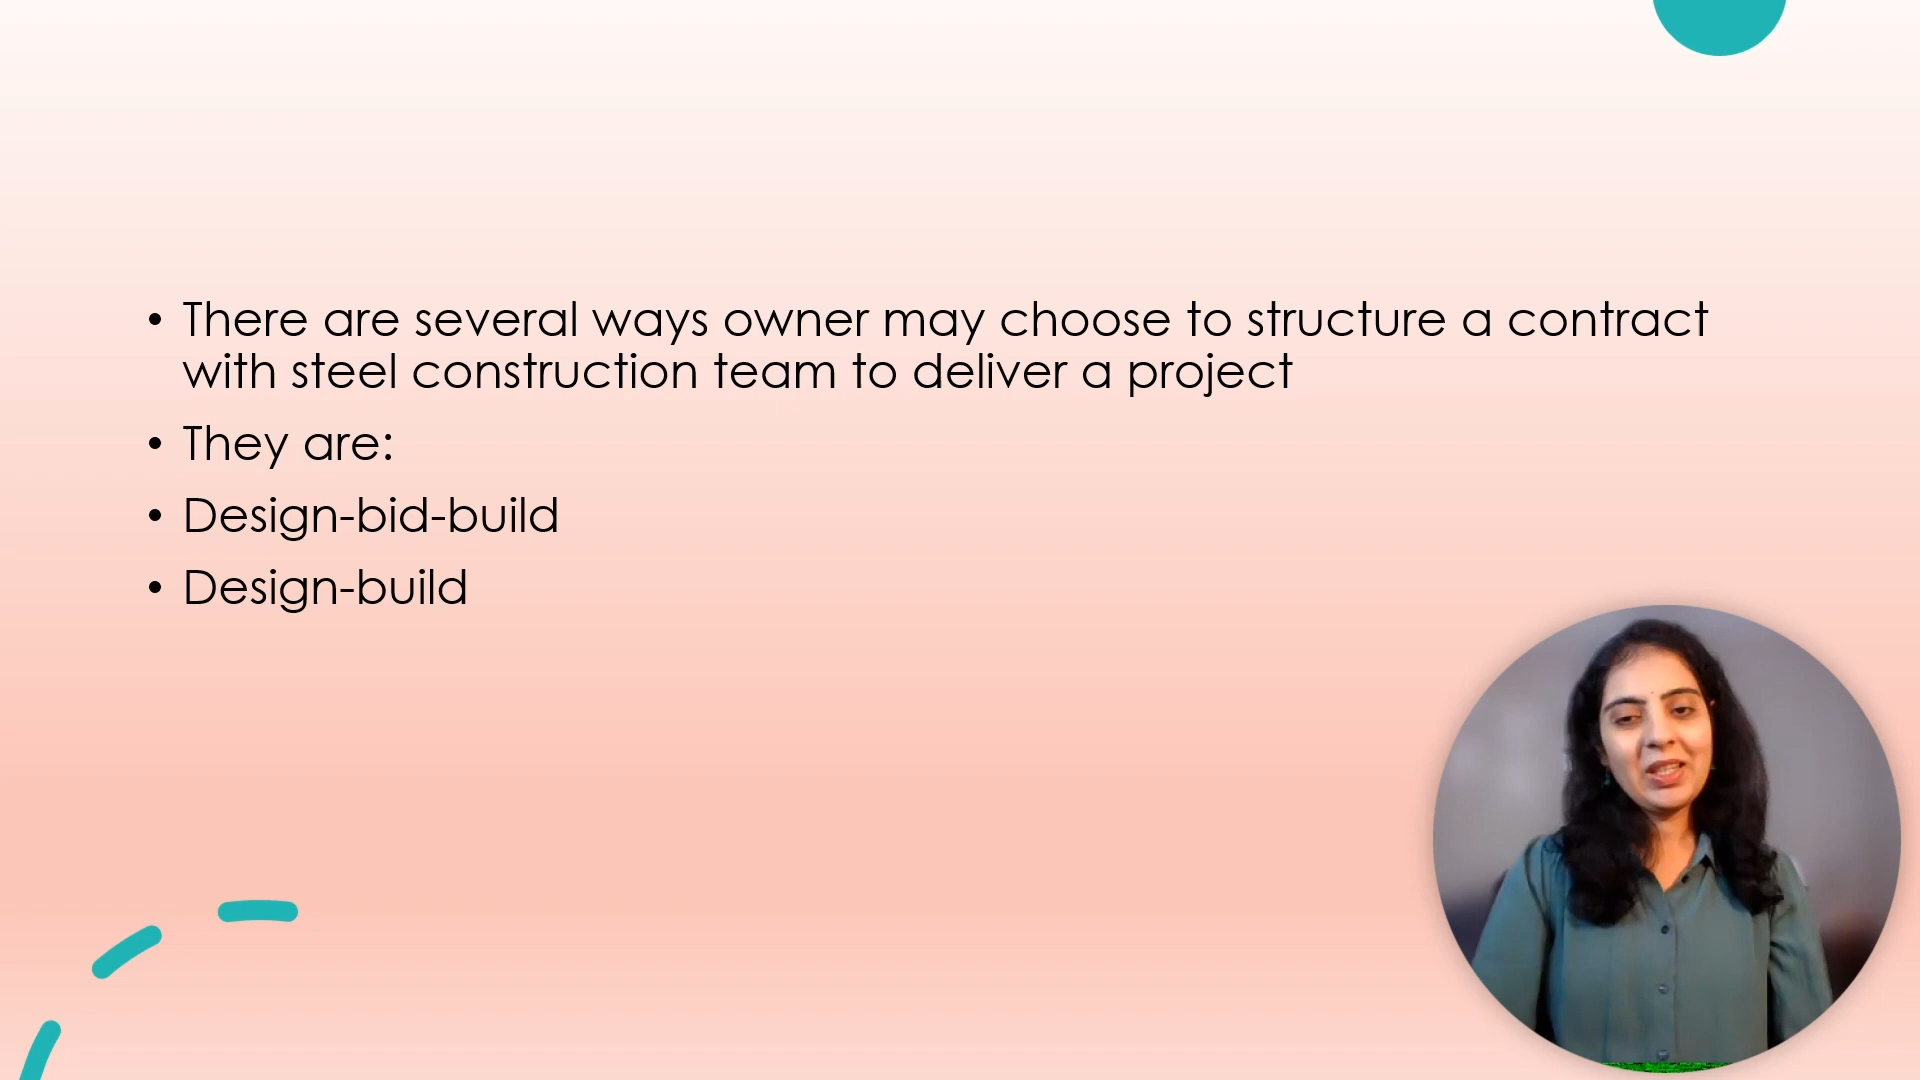 • There are several ways owner may choose to structure a contract
with steel construction team to deliver a project
• They are:
• Design-bid-build
• Design-build